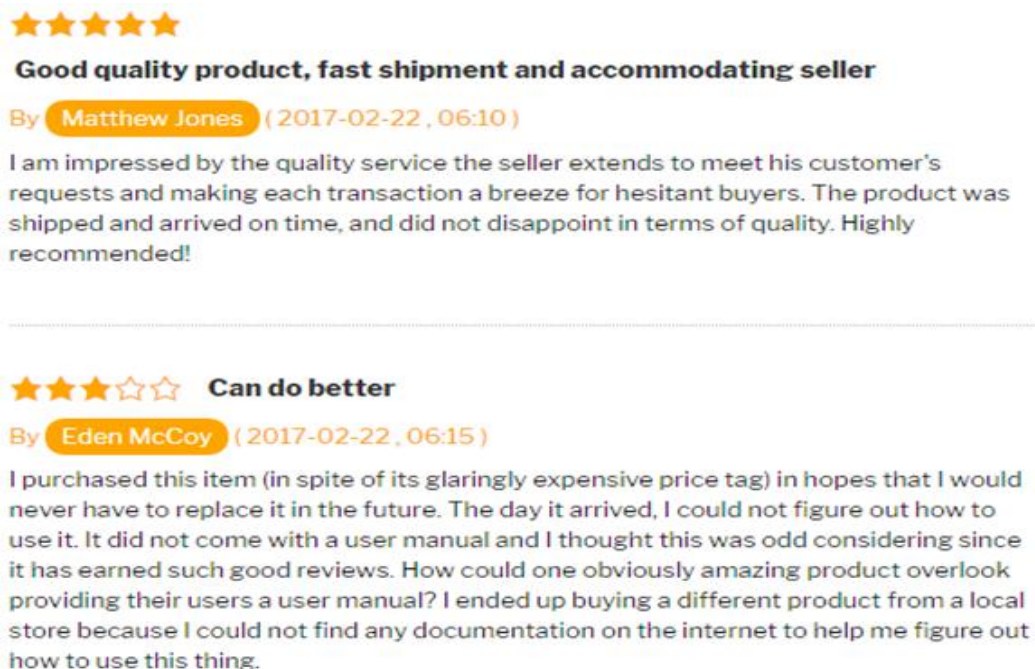 Good quality product, fast shipment and accommodating seller
By Matthew Jones ( 2017-02-22 , 06:10 )
I am impressed by the quality service the seller extends to meet his customer's
requests and making each transaction a breeze for hesitant buyers. The product was
shipped and arrived on time, and did not disappoint in terms of quality. Highly
recommended!
Can do better
By Eden McCoy ( 2017-02-22 , 06:15 )
I purchased this item (in spite of its glaringly expensive price tag) in hopes that I would
never have to replace it in the future. The day it arrived, I could not figure out how to
use it. It did not come with a user manual and I thought this was odd considering since
it has earned such good reviews. How could one obviously amazing product overlook
providing their users a user manual? I ended up buying a different product from a local
store because I could not find any documentation on the internet to help me figure out
how to use this thing.